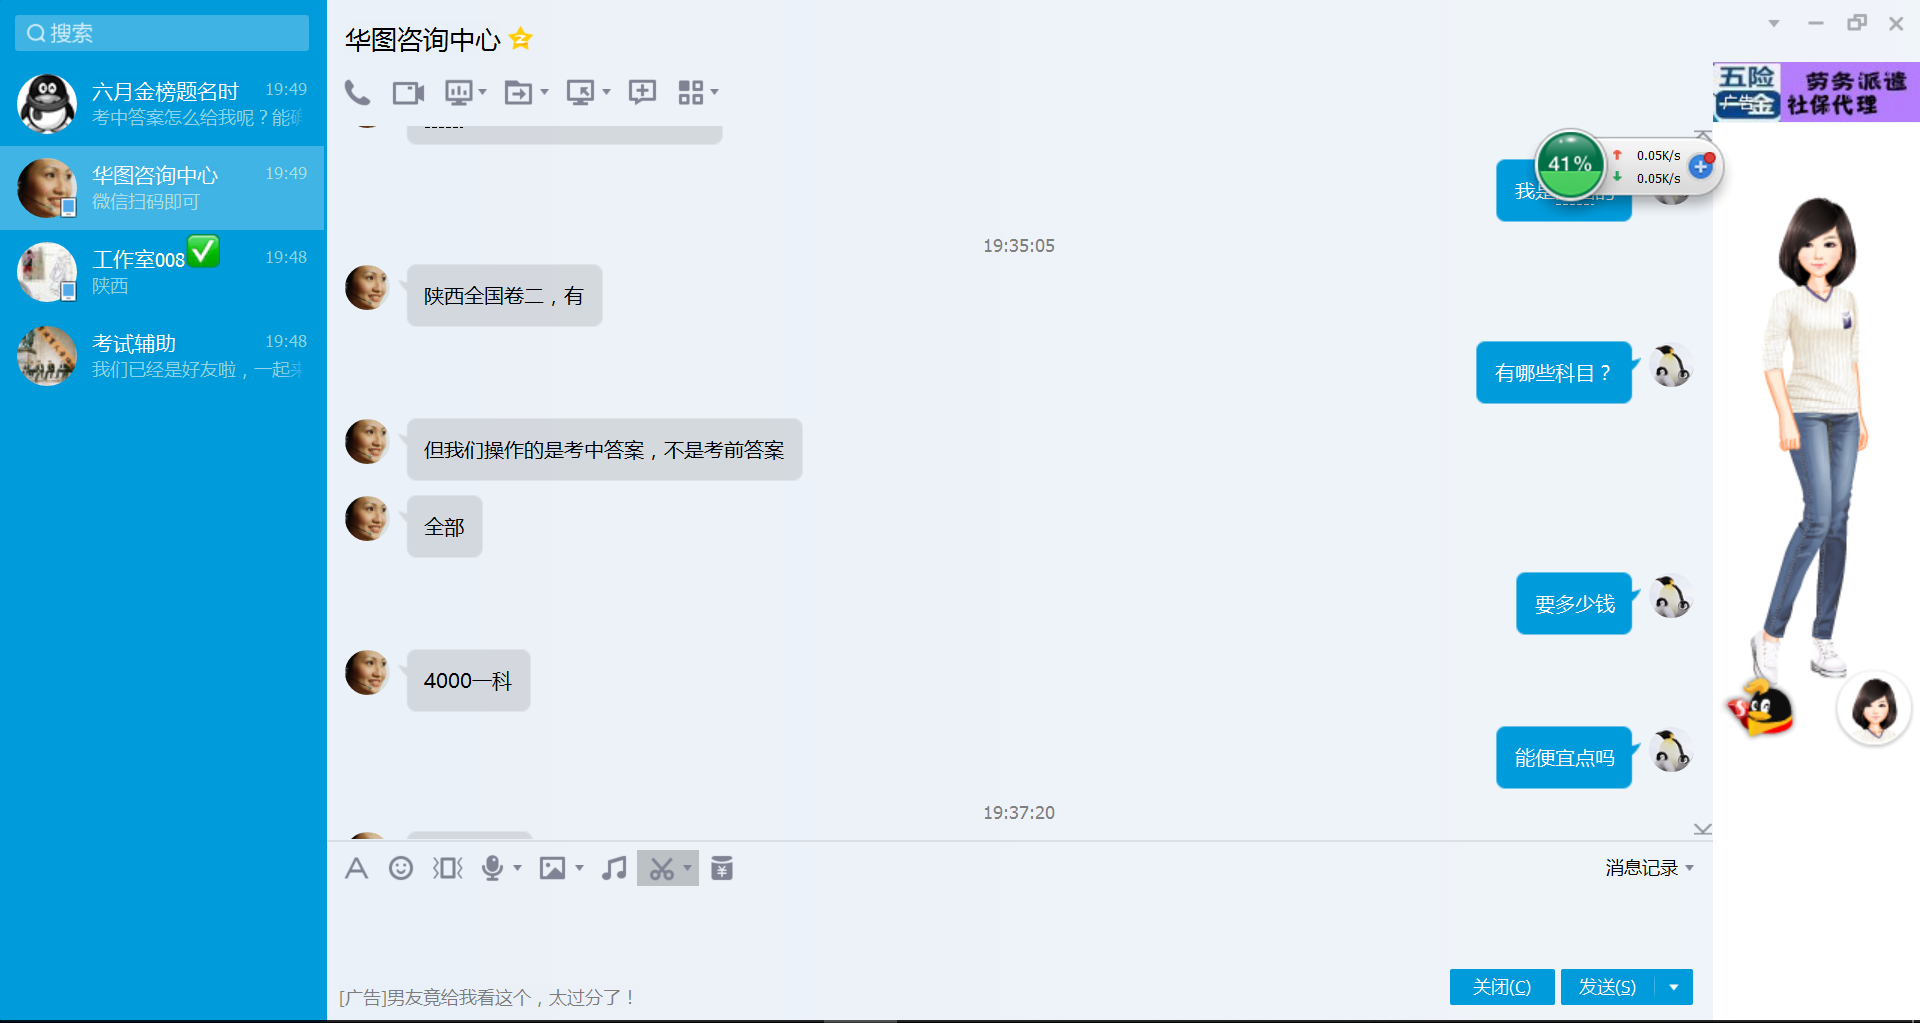 搜索
六月金榜题名时 19:49
考中答案怎么给我呢？能
华图咨询中心 19:49
微信扫码即可
工作室008 19:48
陕西
考试辅助 19:48
我们已经是好友啦，一起
华图咨询中心
五险 劳务派遣
广告 金 社保代理
41%
0.05K/s
0.05K/s
我是
19:35:05
陕西全国卷二，有
有哪些科目？
但我们操作的是考中答案，不是考前答案
全部
要多少钱
4000一科
能便宜点吗
19:37:20
消息记录
[广告]男友竟给我看这个，太过分了！
关闭(C) 发送(S)